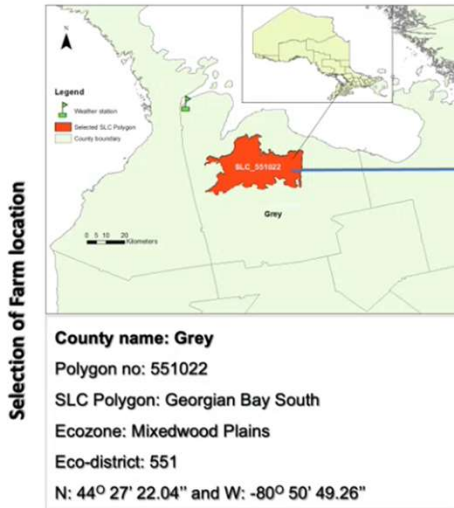 Selection of Farm location
N
Legend
Weather station
Selected SLC Polygon
County boundary
SLC_551022
Grey
0 5 10 20
Kilometers
County name: Grey
Polygon no: 551022
SLC Polygon: Georgian Bay South
Ecozone: Mixedwood Plains
Eco-district: 551
N: 44⁰ 27' 22.04" and W: -80⁰ 50' 49.26"